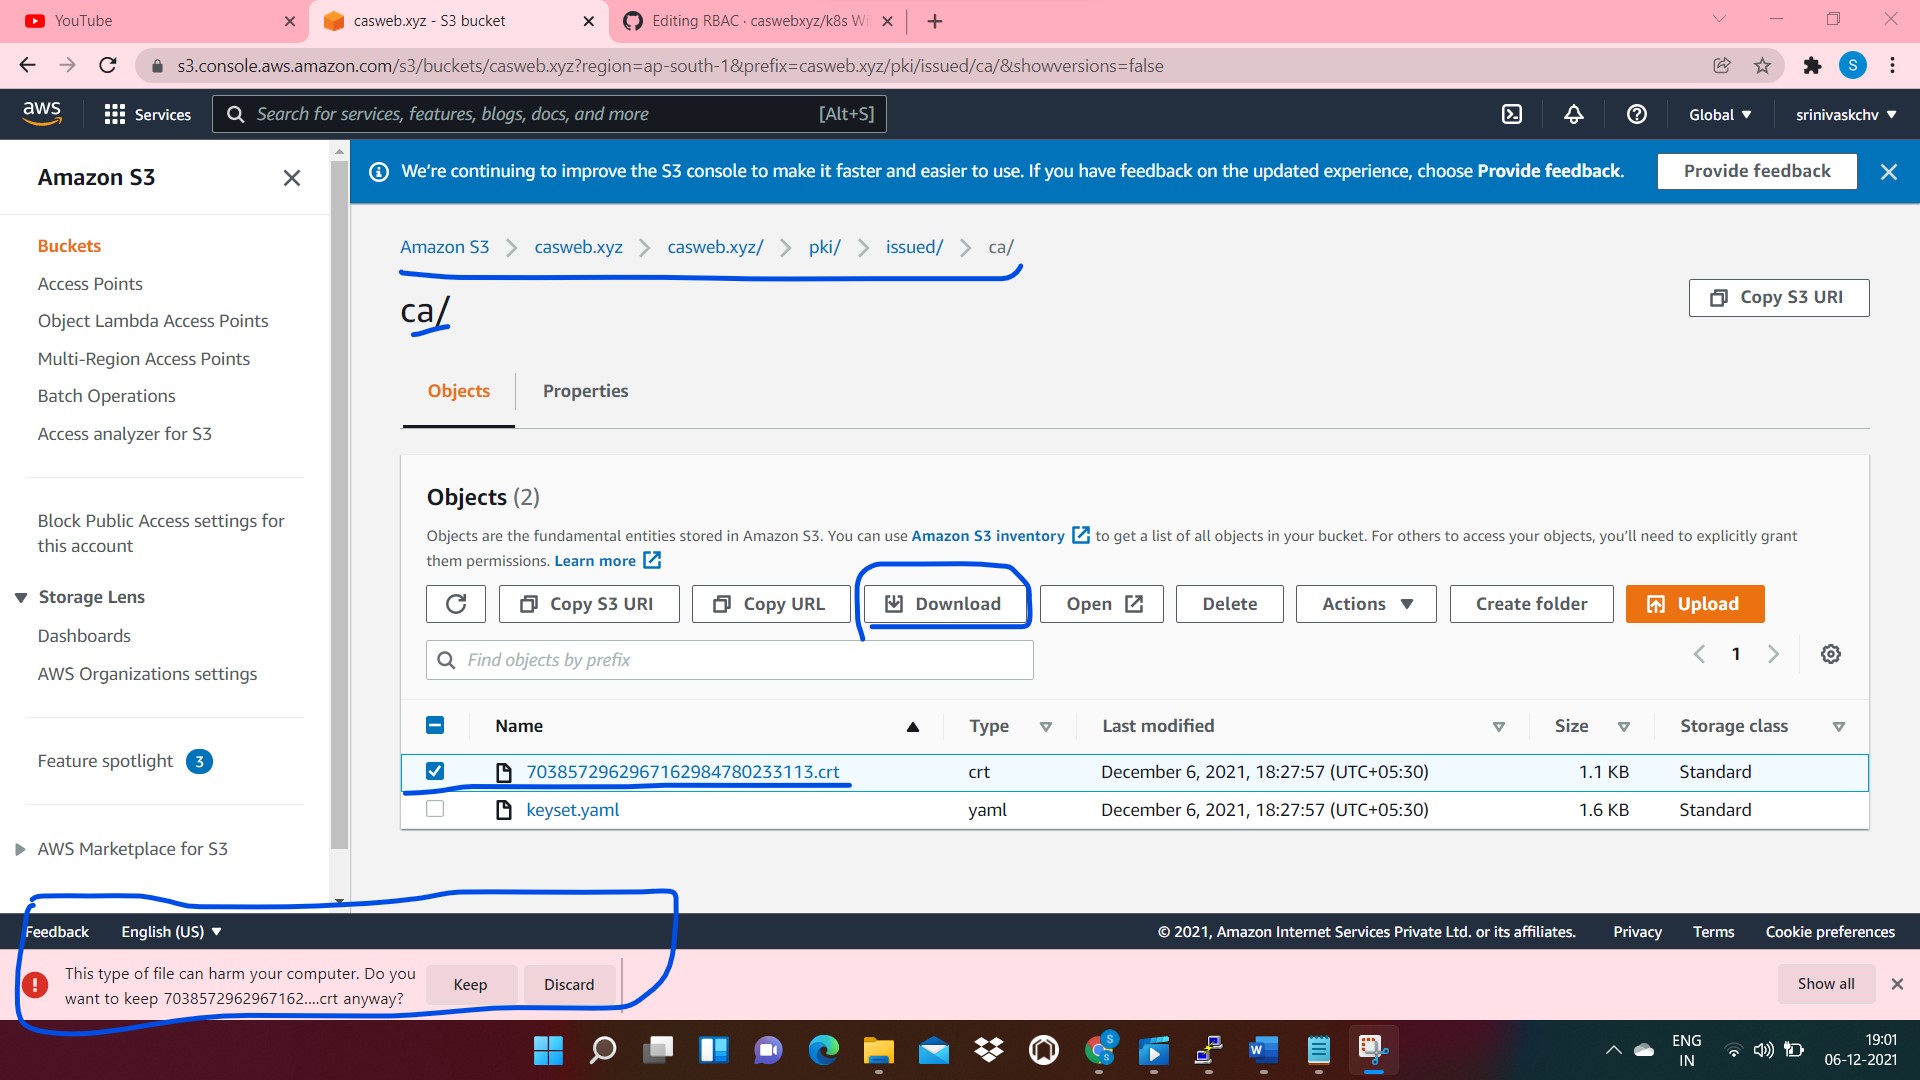 YouTube
casweb.xyz - S3 bucket
Editing RBAC · caswebxyz/k8s Wi
s3.console.aws.amazon.com/s3/buckets/casweb.xyz?region=ap-south-1&prefix=casweb.xyz/pki/issued/ca/&showversions=false
S
aws
Services
Search for services, features, blogs, docs, and more
[Alt+S]
Global
srinivaskchv
Amazon S3
We're continuing to improve the S3 console to make it faster and easier to use. If you have feedback on the updated experience, choose Provide feedback.
Provide feedback
Buckets
Access Points
Object Lambda Access Points
Multi-Region Access Points
Batch Operations
Access analyzer for S3
Block Public Access settings for
this account
Storage Lens
Dashboards
AWS Organizations settings
Feature spotlight 3
AWS Marketplace for S3
Amazon S3 > casweb.xyz > casweb.xyz/ > pki/ > issued/ > ca/
ca/
Copy S3 URI
Objects
Properties
Objects (2)
Objects are the fundamental entities stored in Amazon S3. You can use Amazon S3 inventory to get a list of all objects in your bucket. For others to access your objects, you'll need to explicitly grant
them permissions. Learn more
Copy S3 URI
Copy URL
Download
Open
Delete
Actions
Create folder
Upload
Find objects by prefix
1
Name
Type
Last modified
Size
Storage class
7038572962967162984780233113.crt
crt
December 6, 2021, 18:27:57 (UTC+05:30)
1.1 KB
Standard
keyset.yaml
yaml
December 6, 2021, 18:27:57 (UTC+05:30)
1.6 KB
Standard
Feedback
English (US)
© 2021, Amazon Internet Services Private Ltd. or its affiliates.
Privacy
Terms
Cookie preferences
This type of file can harm your computer. Do you
want to keep 7038572962967162....crt anyway?
Keep
Discard
Show all
ENG
IN
19:01
06-12-2021